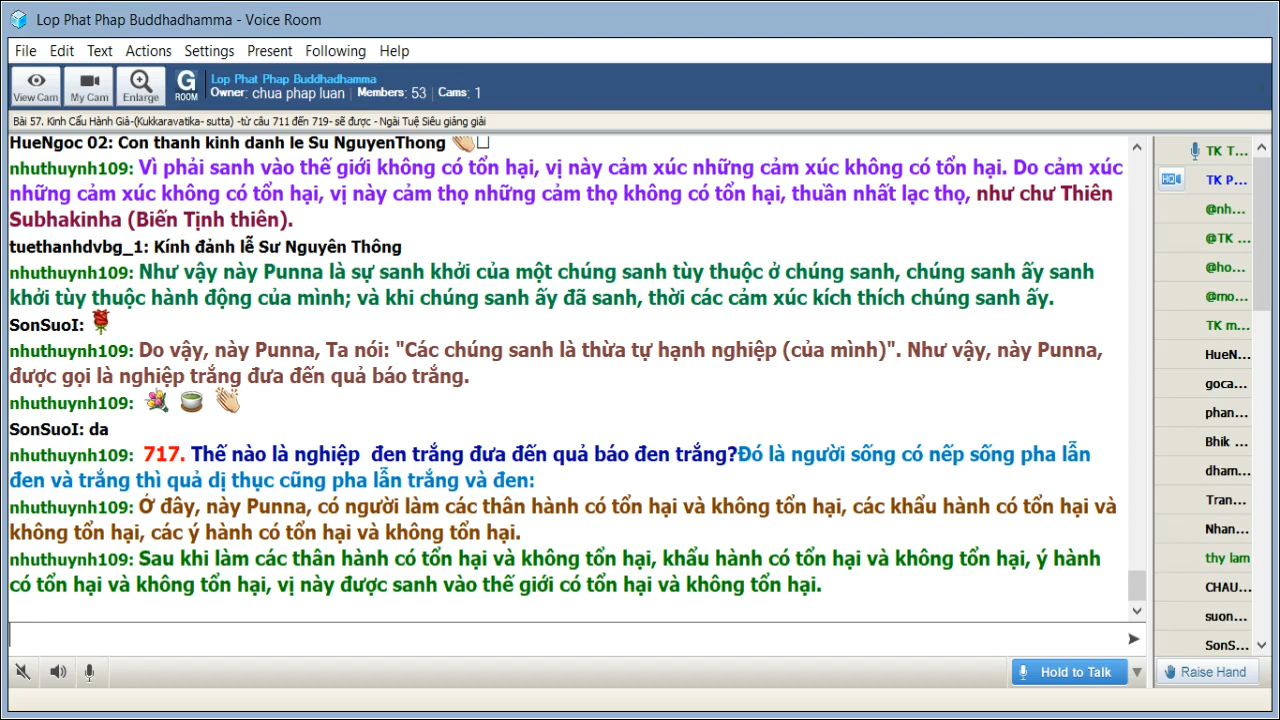 Lop Phat Phap Buddhadhamma - Voice Room
File Edit Text Actions Settings Present Following Help
View Cam My Cam Enlarge G ROOM
Lop Phat Phap Buddhadhamma
Owner: chua phap luan Members: 53 Cams: 1
Bài 57. Kinh Cẩu Hành Giả-(Kukkaravatika- sutta) -từ câu 711 đến 719- sẽ được - Ngài Tuệ Siêu giảng giải
HueNgoc 02: Con thanh kinh danh le Su NguyenThong
nhuthuynh109: Vì phải sanh vào thế giới không có tổn hại, vị này cảm xúc những cảm xúc không có tổn hại. Do cảm xúc
những cảm xúc không có tổn hại, vị này cảm thọ những cảm thọ không có tổn hại, thuần nhất lạc thọ, như chư Thiên
Subhakinha (Biến Tịnh thiên).
tuethanhdvbg_1: Kính đảnh lễ Sư Nguyên Thông
nhuthuynh109: Như vậy này Punna là sự sanh khởi của một chúng sanh tùy thuộc ở chúng sanh, chúng sanh ấy sanh
khởi tùy thuộc hành động của mình; và khi chúng sanh ấy đã sanh, thời các cảm xúc kích thích chúng sanh ấy.
SonSuoI:
nhuthuynh109: Do vậy, này Punna, Ta nói: "Các chúng sanh là thừa tự hạnh nghiệp (của mình)". Như vậy, này Punna,
được gọi là nghiệp trắng đưa đến quả báo trắng.
nhuthuynh109:
SonSuoI: da
nhuthuynh109: 717. Thế nào là nghiệp đen trắng đưa đến quả báo đen trắng?Đó là người sống có nếp sống pha lẫn
đen và trắng thì quả dị thục cũng pha lẫn trắng và đen:
nhuthuynh109: Ở đây, này Punna, có người làm các thân hành có tổn hại và không tổn hại, các khẩu hành có tổn hại và
không tổn hại, các ý hành có tổn hại và không tổn hại.
nhuthuynh109: Sau khi làm các thân hành có tổn hại và không tổn hại, khẩu hành có tổn hại và không tổn hại, ý hành
có tổn hại và không tổn hại, vị này được sanh vào thế giới có tổn hại và không tổn hại.
TK T...
TK P...
@nh...
@TK ...
@ho...
@mo...
TK m...
HueN...
goca...
phan...
Bhik ...
dham...
Tran...
Nhan...
thy lam
CHAU...
suon...
SonS...
Hold to Talk
Raise Hand